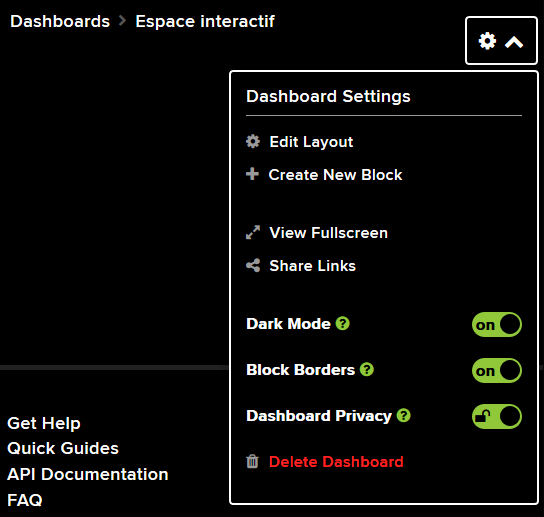 Dashboards > Espace interactif
Dashboard Settings
Edit Layout
Create New Block
View Fullscreen
Share Links
Dark Mode ?
on
Block Borders ?
on
Dashboard Privacy ?
Delete Dashboard
Get Help
Quick Guides
API Documentation
FAQ